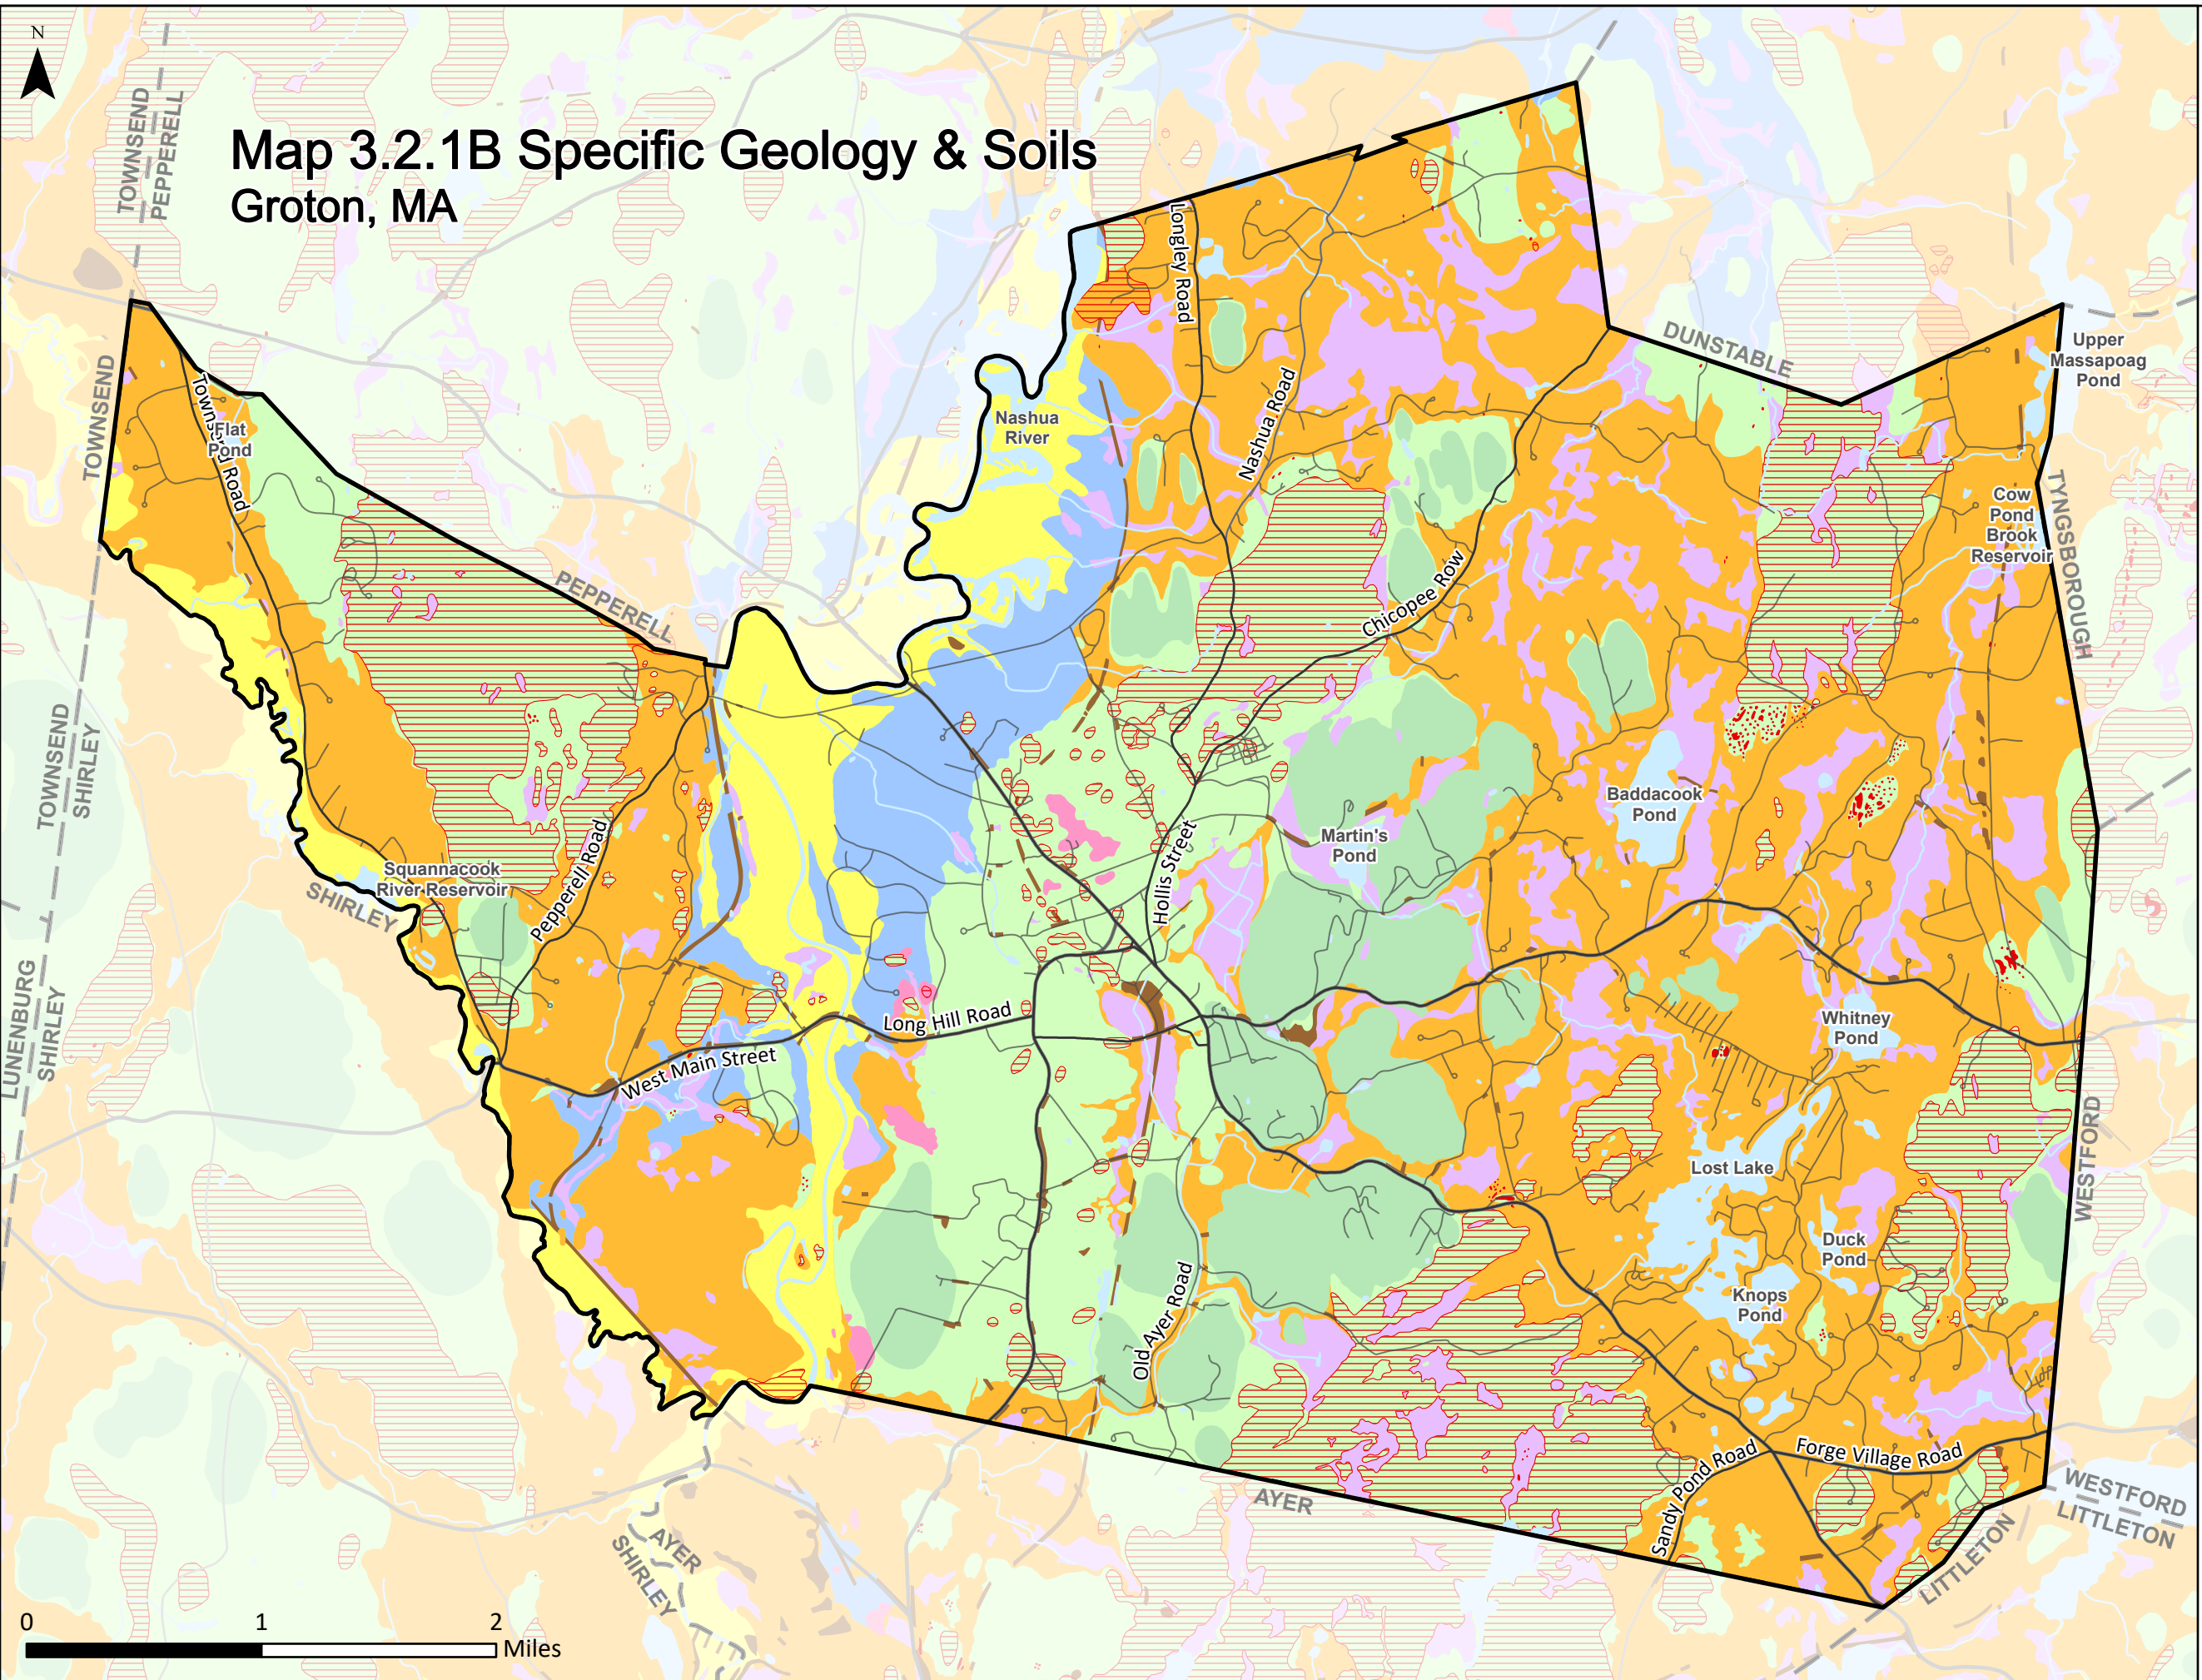 N
Map 3.2.1B Specific Geology & Soils
Groton, MA
TOWNSEND
PEPPERELL
Longley Road
DUNSTABLE
Upper
Massapoag
Pond
TOWNSEND
Townsend Road
Flat
Pond
Nashua
River
Nashua Road
Cow
Pond
Brook
Reservoir
TYNGSBOROUGH
PEPPERELL
Chicopee Row
TOWNSEND
SHIRLEY
Baddacook
Pond
Martin's
Pond
Hollis Street
Squannacook
River Reservoir
Pepperell Road
SHIRLEY
LUNENBURG
SHIRLEY
Long Hill Road
Whitney
Pond
West Main Street
WESTFORD
Lost Lake
Duck
Pond
Knops
Pond
Old Ayer Road
Forge Village Road
Sandy Pond Road
AYER
WESTFORD
LITTLETON
LITTLETON
AYER
SHIRLEY
0 1 2
Miles